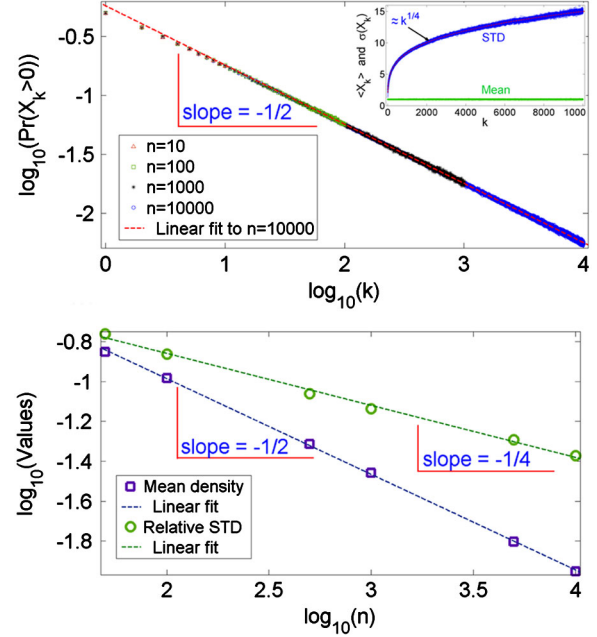 log10(Pr(Xk>0))
-0.5
-1
-1.5
-2
slope = -1/2
n=10
n=100
n=1000
n=10000
Linear fit to n=10000
0 1 2 3 4
log10(k)
<Xk> and σ(Xk)
15
10
5
0
≈ k^1/4
STD
Mean
0 2000 4000 6000 8000 10000
k
log10(Values)
-0.8
-1
-1.2
-1.4
-1.6
-1.8
slope = -1/2
slope = -1/4
Mean density
Linear fit
Relative STD
Linear fit
2 2.5 3 3.5 4
log10(n)